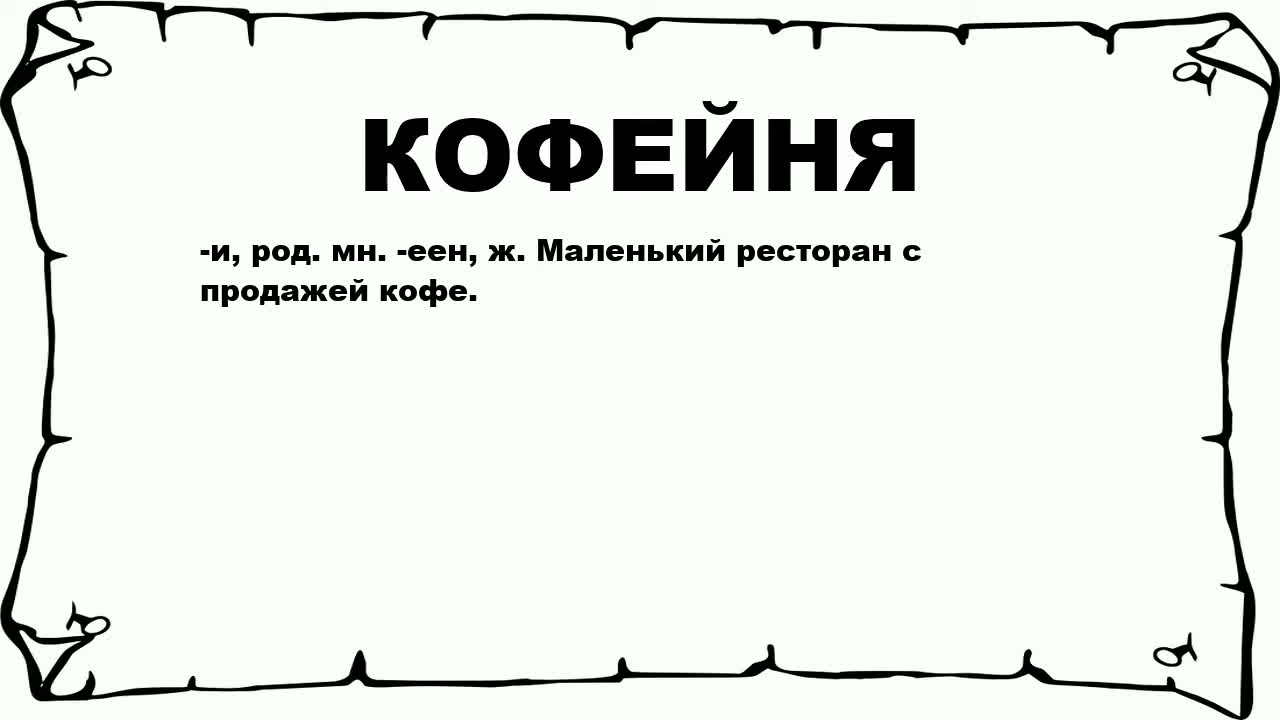 КОФЕЙНЯ
-и, род. мн. -еен, ж. Маленький ресторан с
продажей кофе.